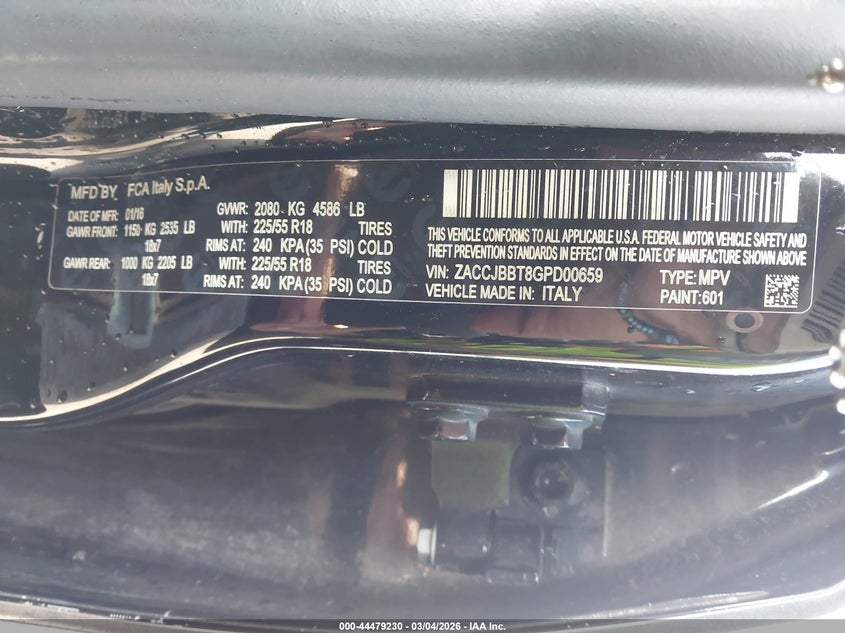 MFD BY FCA Italy S.p.A.
DATE OF MFR: 01/16 GVWR: 2080 KG 4586 LB
GAWR FRONT: 1150 KG 2535 LB WITH: 225/55 R18 TIRES
18x7 RIMS AT: 240 KPA(35 PSI) COLD
GAWR REAR: 1000 KG 2205 LB WITH: 225/55 R18 TIRES
18x7 RIMS AT: 240 KPA(35 PSI) COLD
THIS VEHICLE CONFORMS TO ALL APPLICABLE U.S.A. FEDERAL MOTOR VEHICLE SAFETY AND
THEFT PREVENTION STANDARDS IN EFFECT ON THE DATE OF MANUFACTURE SHOWN ABOVE
VIN: ZACCJBBT8GPD00659 TYPE: MPV
VEHICLE MADE IN: ITALY PAINT: 601
000-44479230 - 03/04/2026 - IAA Inc.